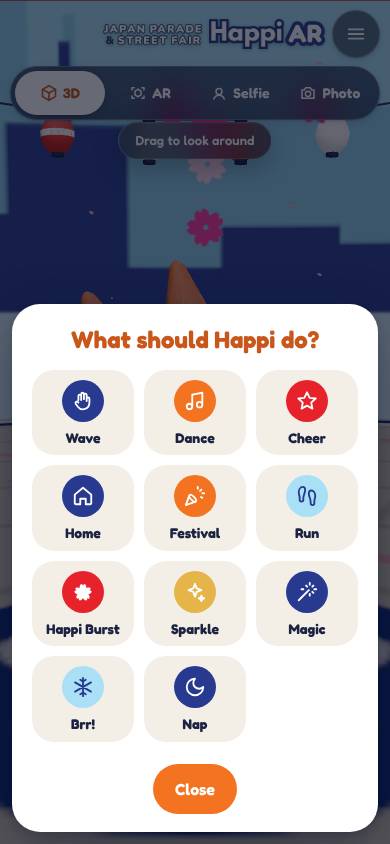 JAPAN PARADE
& STREET FAIR
Happi AR
3D
AR
Selfie
Photo
Drag to look around
What should Happi do?
Wave
Dance
Cheer
Home
Festival
Run
Happi Burst
Sparkle
Magic
Brr!
Nap
Close